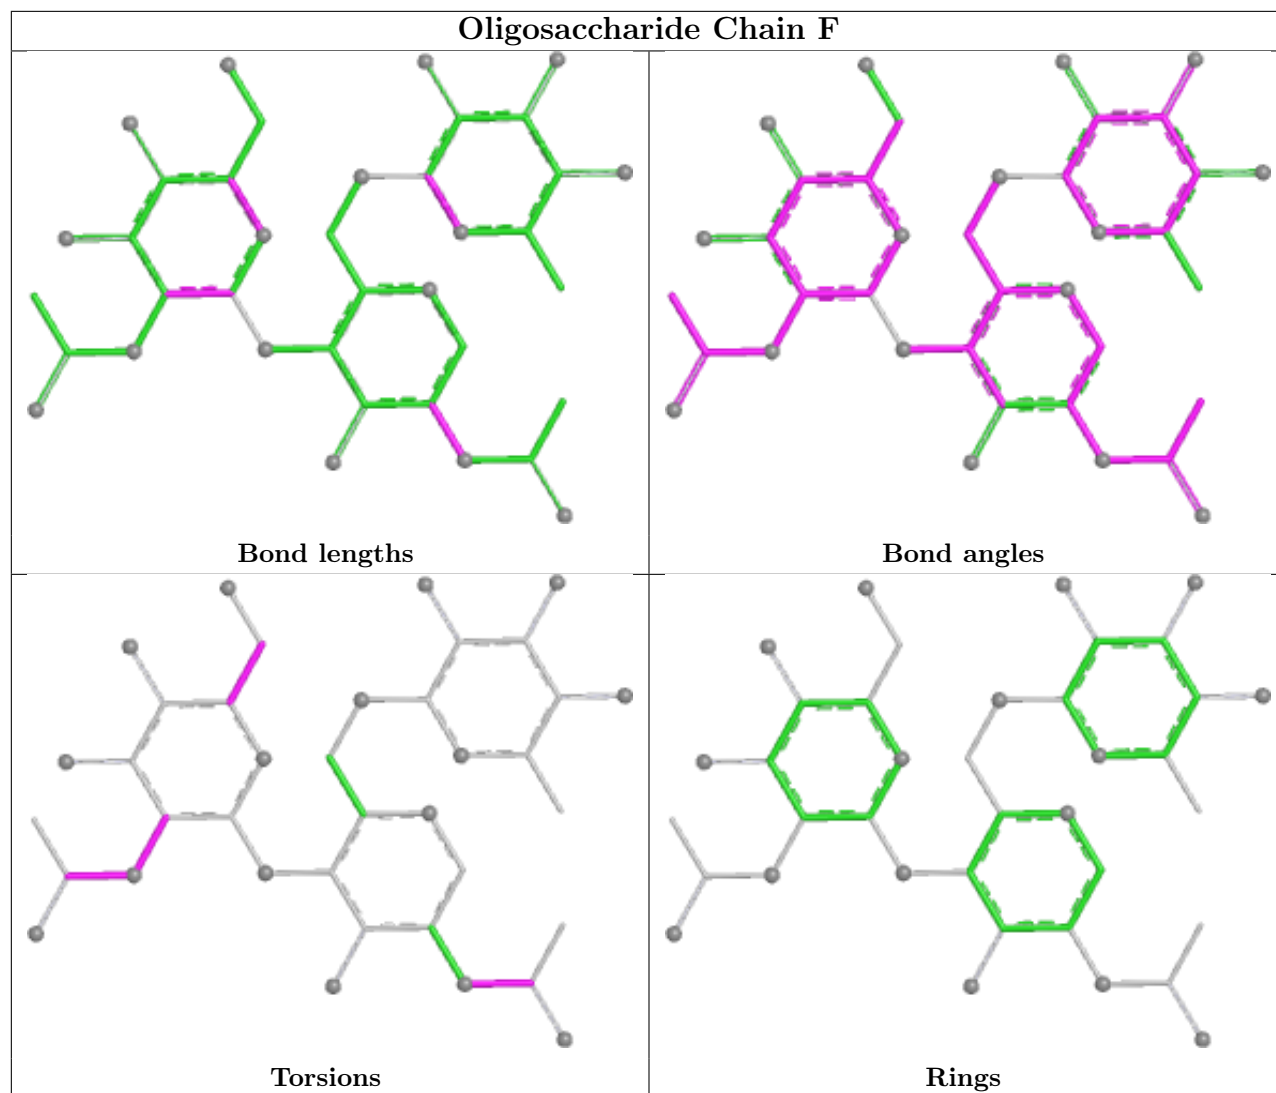 Oligosaccharide Chain F
Bond lengths
Bond angles
Torsions
Rings